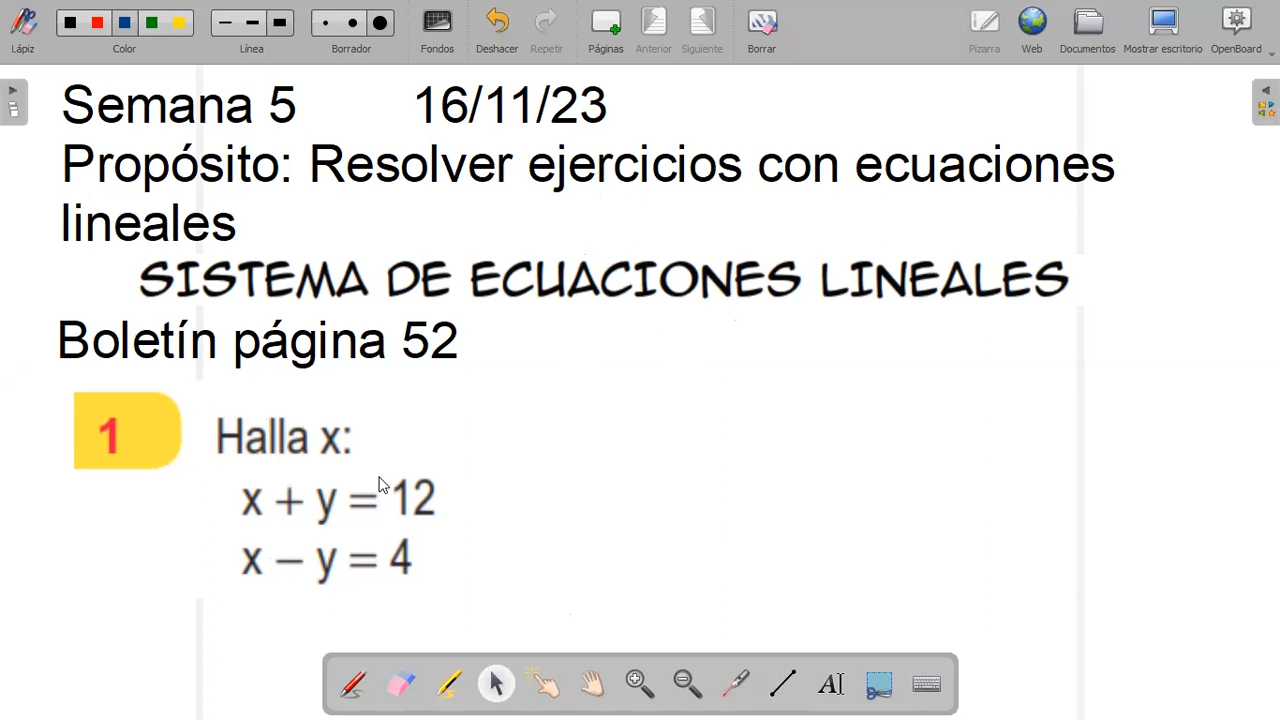 Lápiz Color Línea Borrador Fondos Deshacer Repetir Páginas Anterior Siguiente Borrar Pizarra Web Documentos Mostrar escritorio OpenBoard
Semana 5 16/11/23
Propósito: Resolver ejercicios con ecuaciones
lineales
SISTEMA DE ECUACIONES LINEALES
Boletín página 52
1 Halla x:
x + y = 12
x – y = 4
AI